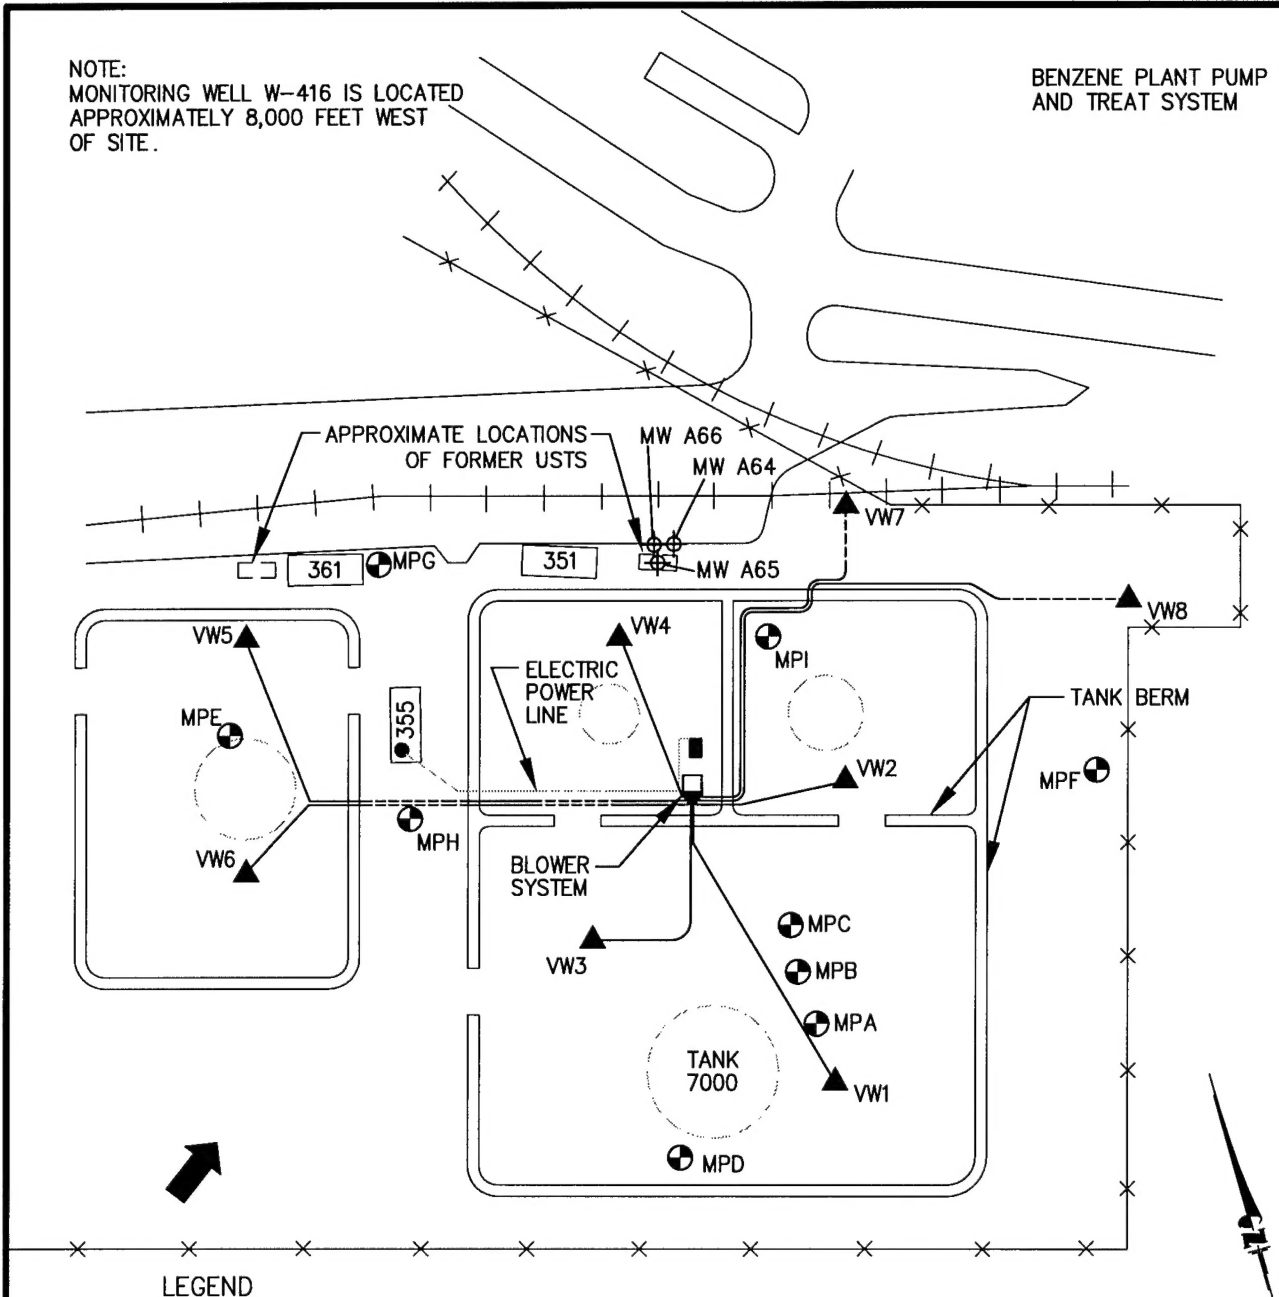 NOTE:
MONITORING WELL W-416 IS LOCATED
APPROXIMATELY 8,000 FEET WEST
OF SITE.
BENZENE PLANT PUMP
AND TREAT SYSTEM
APPROXIMATE LOCATIONS
OF FORMER USTS
MW A66
MW A64
VW7
361
MPG
351
MW A65
VW5
VW4
VW8
MPI
ELECTRIC
POWER
LINE
TANK BERM
MPE
355
VW2
MPF
MPH
VW6
BLOWER
SYSTEM
MPC
VW3
MPB
MPA
TANK
7000
VW1
MPD
N
LEGEND